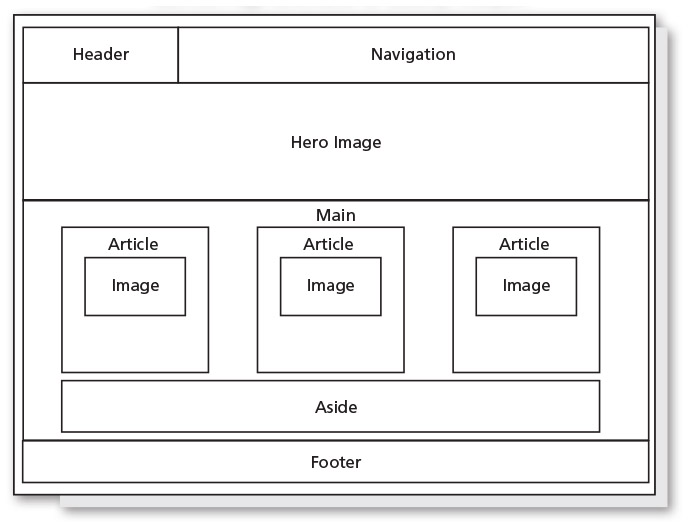 Header
Navigation
Hero Image
Main
Article
Article
Article
Image
Image
Image
Aside
Footer